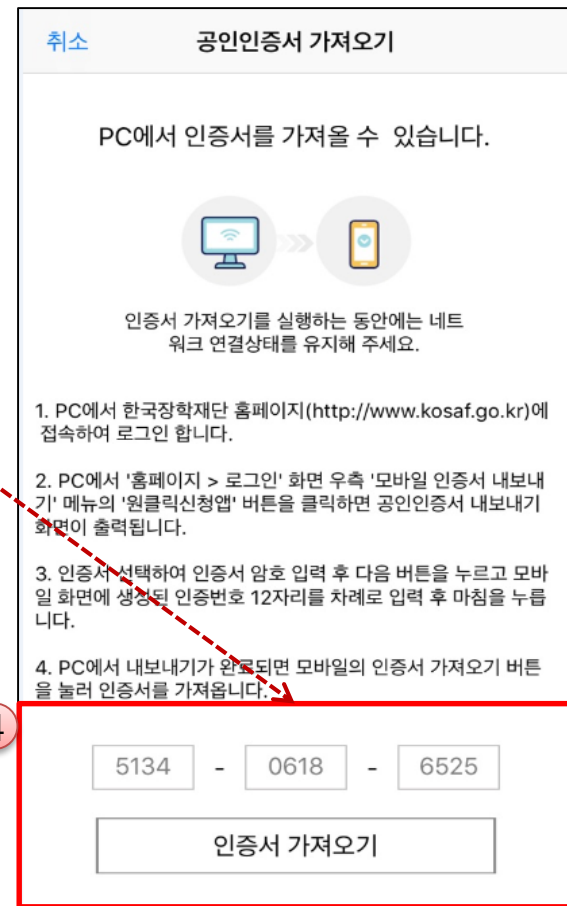 취소 공인인증서 가져오기
PC에서 인증서를 가져올 수 있습니다.
인증서 가져오기를 실행하는 동안에는 네트
워크 연결상태를 유지해 주세요.
1. PC에서 한국장학재단 홈페이지(http://www.kosaf.go.kr)에
접속하여 로그인 합니다.
2. PC에서 '홈페이지 > 로그인' 화면 우측 '모바일 인증서 내보내
기' 메뉴의 '원클릭신청앱' 버튼을 클릭하면 공인인증서 내보내기
화면이 출력됩니다.
3. 인증서 선택하여 인증서 암호 입력 후 다음 버튼을 누르고 모바
일 화면에 생성된 인증번호 12자리를 차례로 입력 후 마침을 누릅
니다.
4. PC에서 내보내기가 완료되면 모바일의 인증서 가져오기 버튼
을 눌러 인증서를 가져옵니다.
5134 - 0618 - 6525
인증서 가져오기